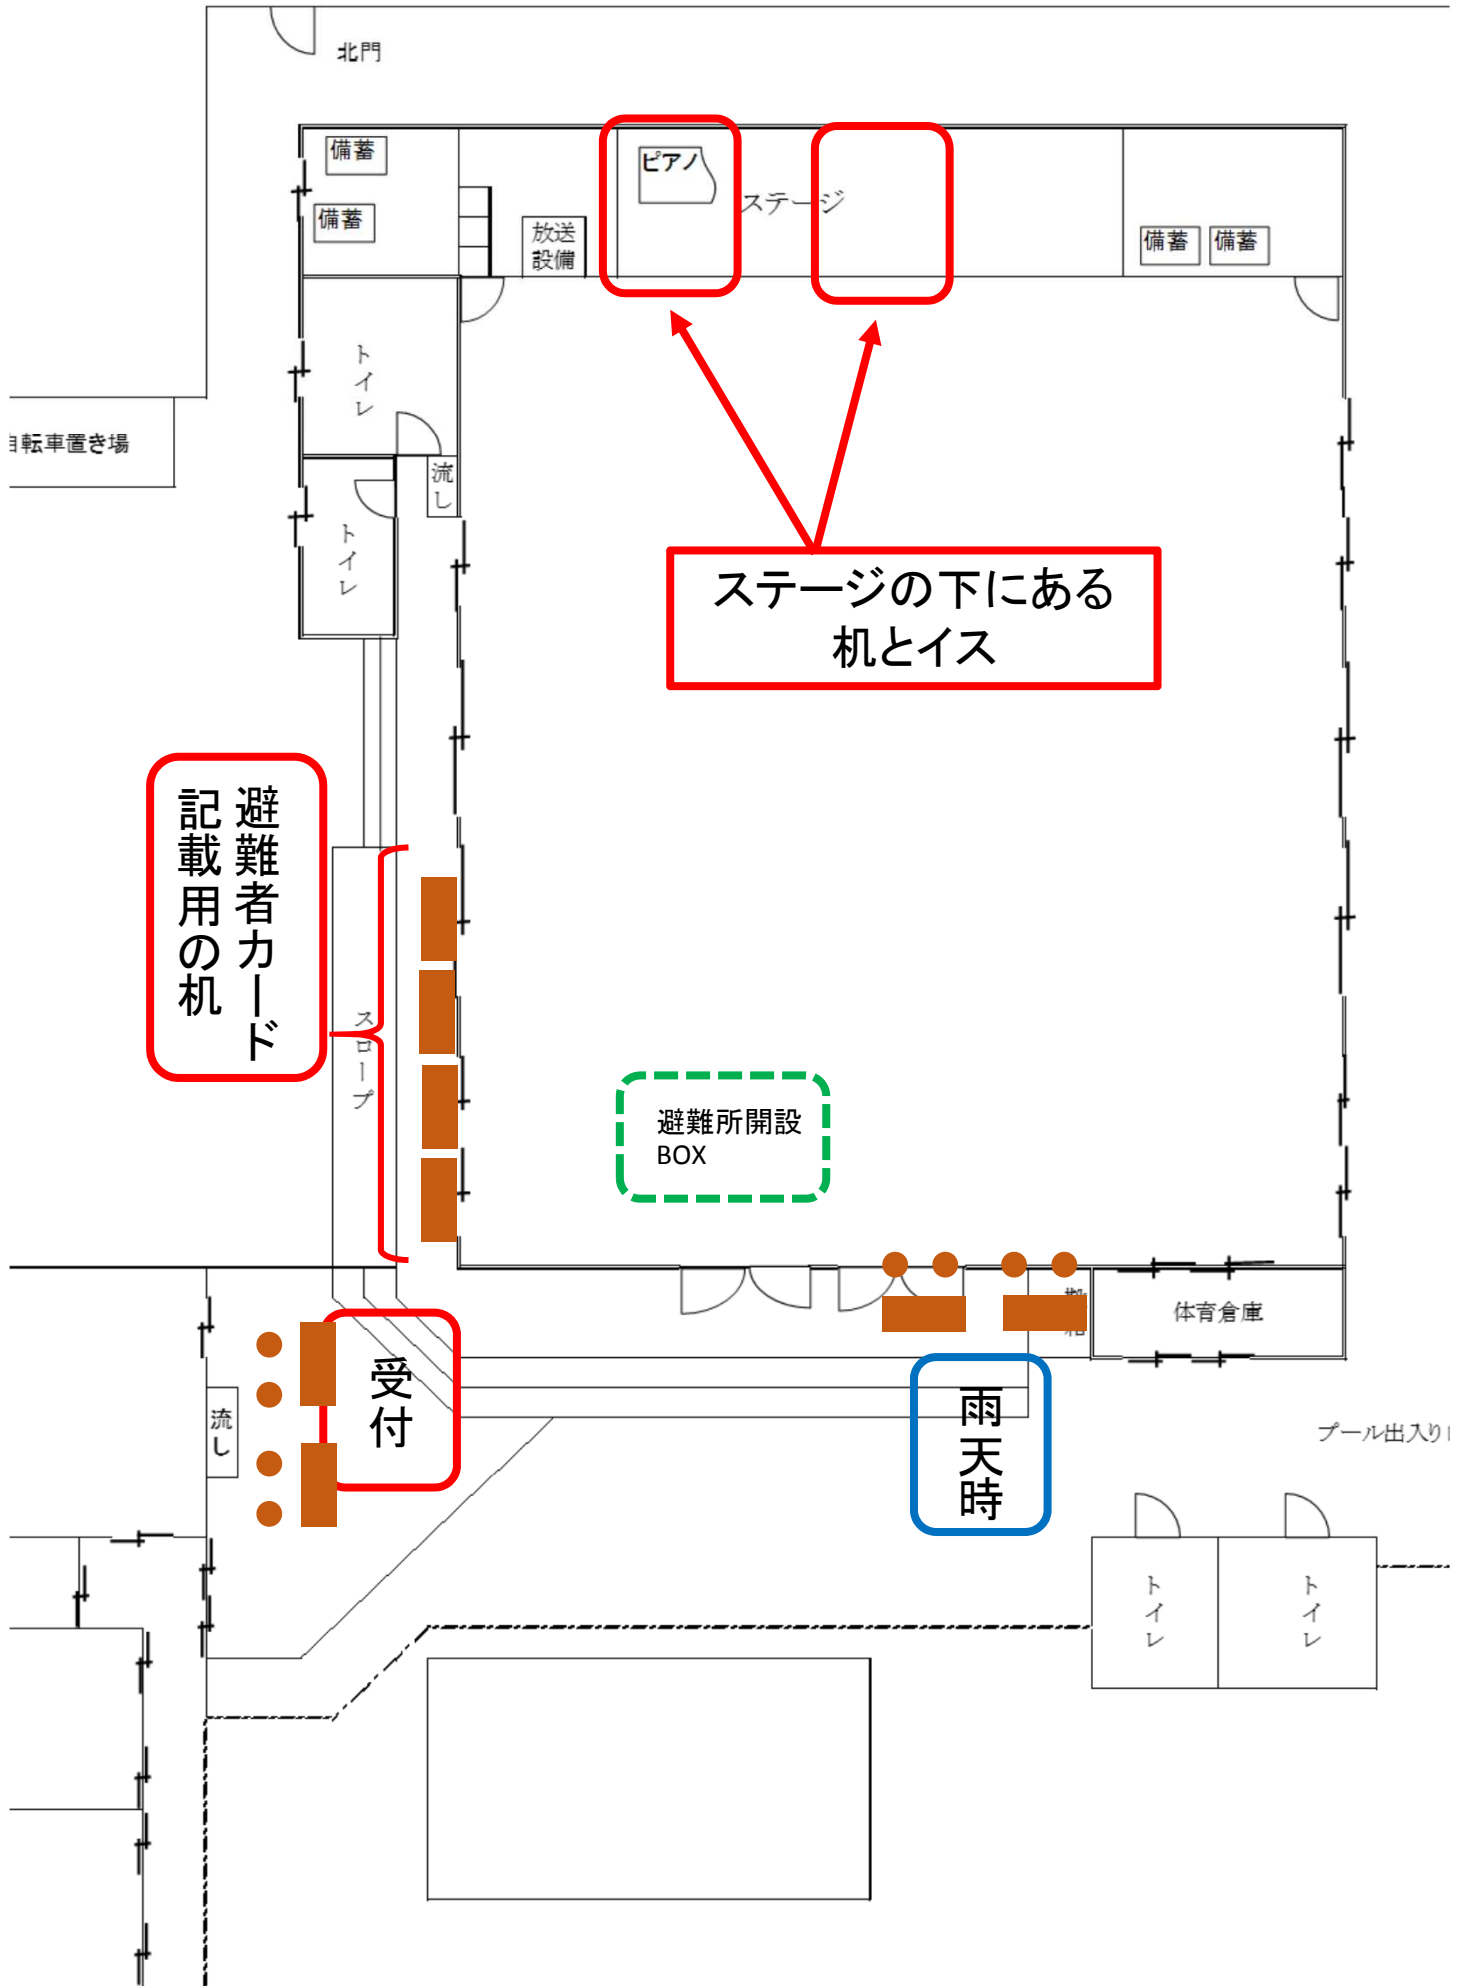 北門
備蓄
備蓄
ピアノ
ステージ
放送
設備
備蓄
備蓄
トイレ
自転車置き場
流し
トイレ
ステージの下にある
机とイス
避難者カード
記載用の机
スロープ
避難所開設
BOX
体育倉庫
受付
流し
雨天時
プール出入り
トイレ
トイレ